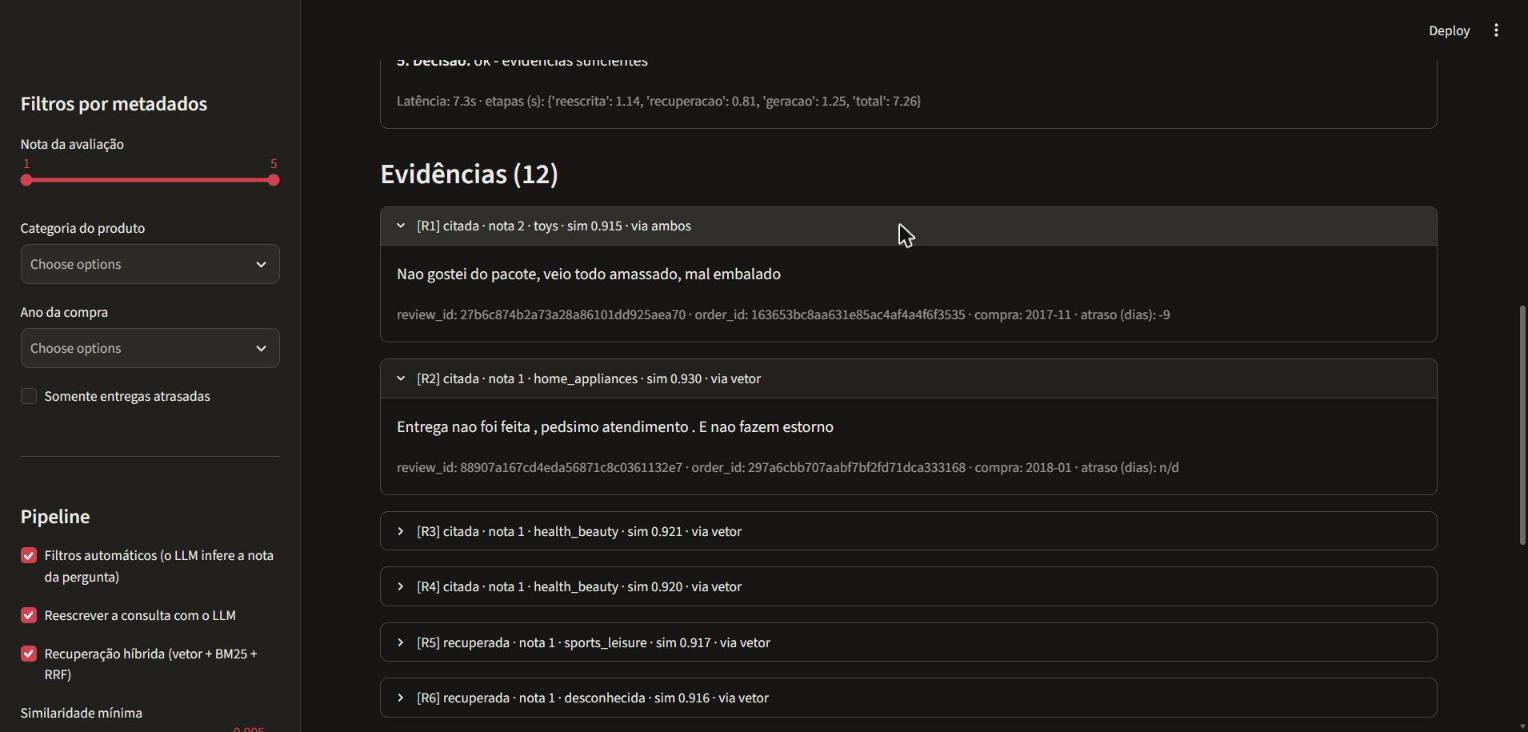 Deploy
Filtros por metadados
Nota da avaliação
1
5
Categoria do produto
Choose options
Ano da compra
Choose options
Somente entregas atrasadas
Pipeline
Filtros automáticos (o LLM infere a nota
da pergunta)
Reescrever a consulta com o LLM
Recuperação híbrida (vetor + BM25 +
RRF)
Similaridade mínima
5. Decisão: ok - evidencias suficientes
Latência: 7.3s · etapas (s): {'reescrita': 1.14, 'recuperacao': 0.81, 'geracao': 1.25, 'total': 7.26}
Evidências (12)
[R1] citada · nota 2 · toys · sim 0.915 · via ambos
Nao gostei do pacote, veio todo amassado, mal embalado
review_id: 27b6c874b2a73a28a86101dd925aea70 · order_id: 163653bc8aa631e85ac4af4a4f6f3535 · compra: 2017-11 · atraso (dias): -9
[R2] citada · nota 1 · home_appliances · sim 0.930 · via vetor
Entrega nao foi feita , pedsimo atendimento . E nao fazem estorno
review_id: 88907a167cd4eda56871c8c0361132e7 · order_id: 297a6cbb707aabf7bf2fd71dca333168 · compra: 2018-01 · atraso (dias): n/d
[R3] citada · nota 1 · health_beauty · sim 0.921 · via vetor
[R4] citada · nota 1 · health_beauty · sim 0.920 · via vetor
[R5] recuperada · nota 1 · sports_leisure · sim 0.917 · via vetor
[R6] recuperada · nota 1 · desconhecida · sim 0.916 · via vetor